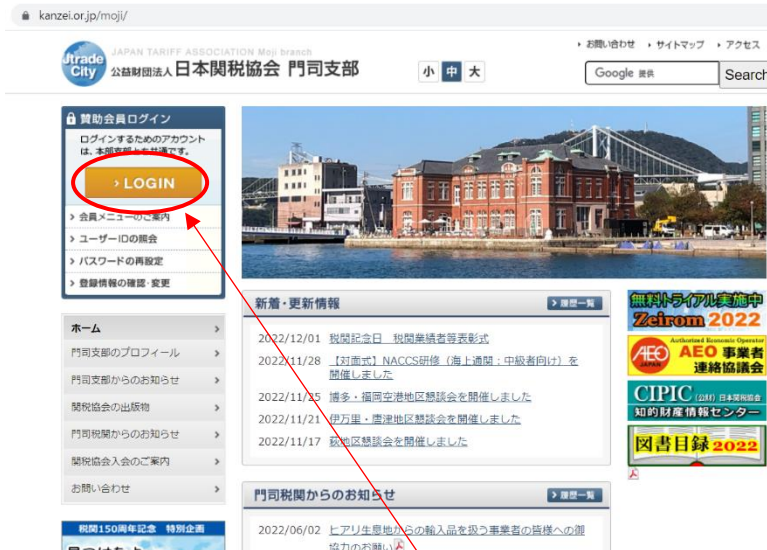 kanzei.or.jp/moji/
お問い合わせ サイトマップ アクセス
Jtrade City
JAPAN TARIFF ASSOCIATION Moji branch
公益財団法人日本関税協会 門司支部
小 中 大
Google 提供
Search
賛助会員ログイン
ログインするためのアカウント
は、本部支部とも共通です。
LOGIN
会員メニューのご案内
ユーザーIDの照会
パスワードの再設定
登録情報の確認・変更
ホーム
門司支部のプロフィール
門司支部からのお知らせ
関税協会の出版物
門司税関からのお知らせ
関税協会入会のご案内
お問い合わせ
税関150周年記念 特別企画
新着・更新情報
履歴一覧
2022/12/01 税関記念日 税関業績者等表彰式
2022/11/28 【対面式】NACCS研修（海上通関：中級者向け）を
開催しました
2022/11/25 博多・福岡空港地区懇談会を開催しました
2022/11/21 伊万里・唐津地区懇談会を開催しました
2022/11/17 萩地区懇談会を開催しました
門司税関からのお知らせ
履歴一覧
2022/06/02 ヒアリ生息地からの輸入品を扱う事業者の皆様への御
協力のお願い
無料トライアル実施中
Zeirom 2022
Authorized Economic Operator
AEO JAPAN
AEO 事業者
連絡協議会
CIPIC (公財) 日本関税協会
知的財産情報センター
図書目録 2022